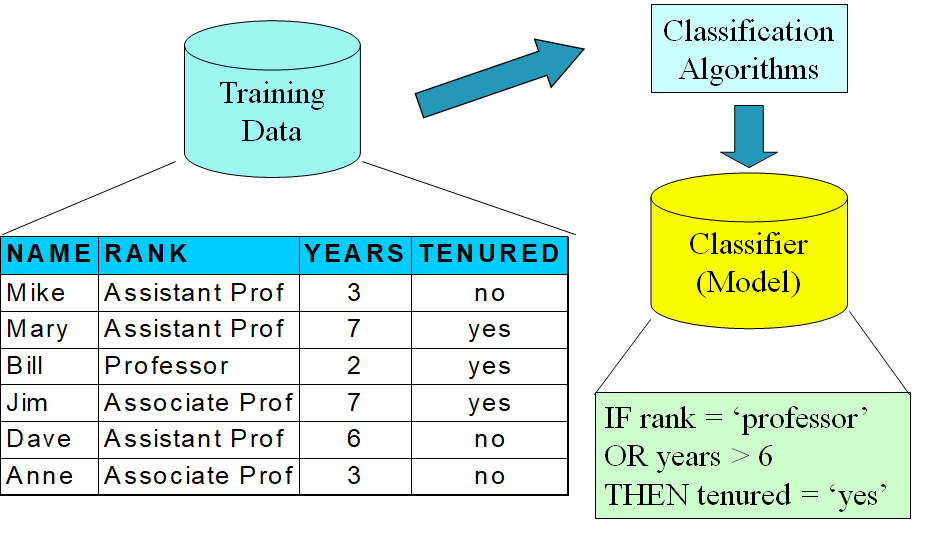 Training
Data
Classification
Algorithms
Classifier
(Model)
NAME RANK YEARS TENURED
Mike Assistant Prof 3 no
Mary Assistant Prof 7 yes
Bill Professor 2 yes
Jim Associate Prof 7 yes
Dave Assistant Prof 6 no
Anne Associate Prof 3 no
IF rank = ‘professor’
OR years > 6
THEN tenured = ‘yes’